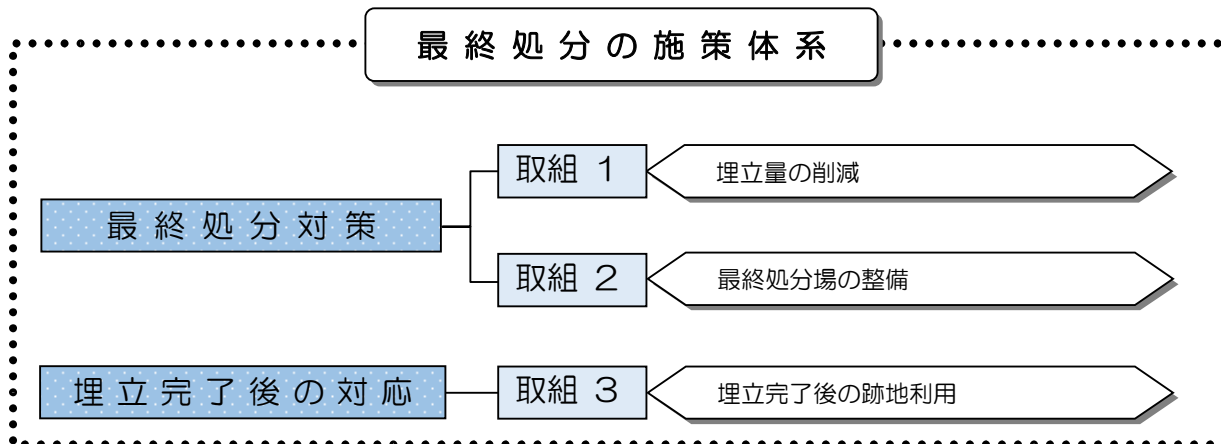 最終処分の施策体系
取組 1
埋立量の削減
最終処分対策
取組 2
最終処分場の整備
埋立完了後の対応
取組 3
埋立完了後の跡地利用